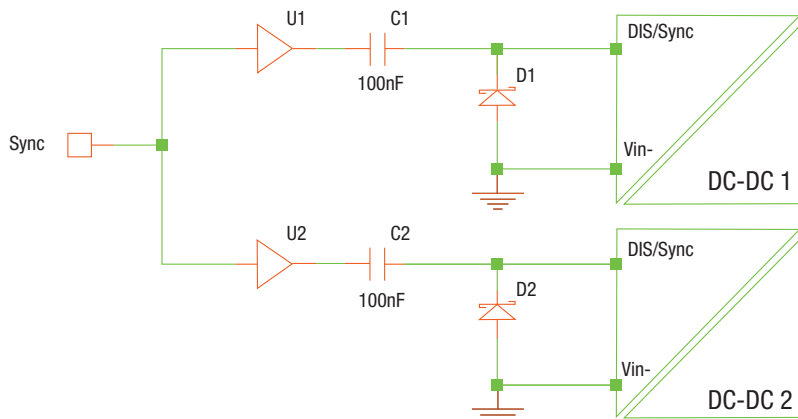 U1
C1
DIS/Sync
100nF
D1
Sync
Vin-
DC-DC 1
U2
C2
DIS/Sync
100nF
D2
Vin-
DC-DC 2